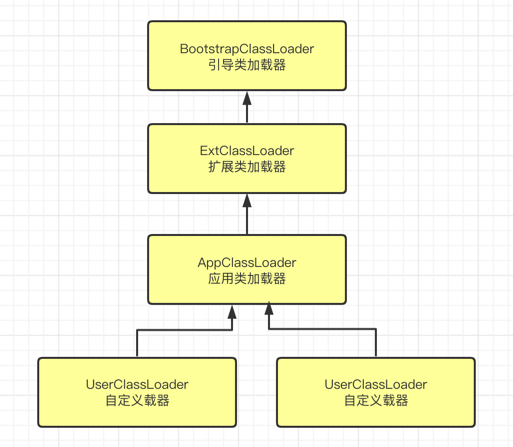 BootstrapClassLoader
引导类加载器
ExtClassLoader
扩展类加载器
AppClassLoader
应用类加载器
UserClassLoader
自定义载器
UserClassLoader
自定义载器